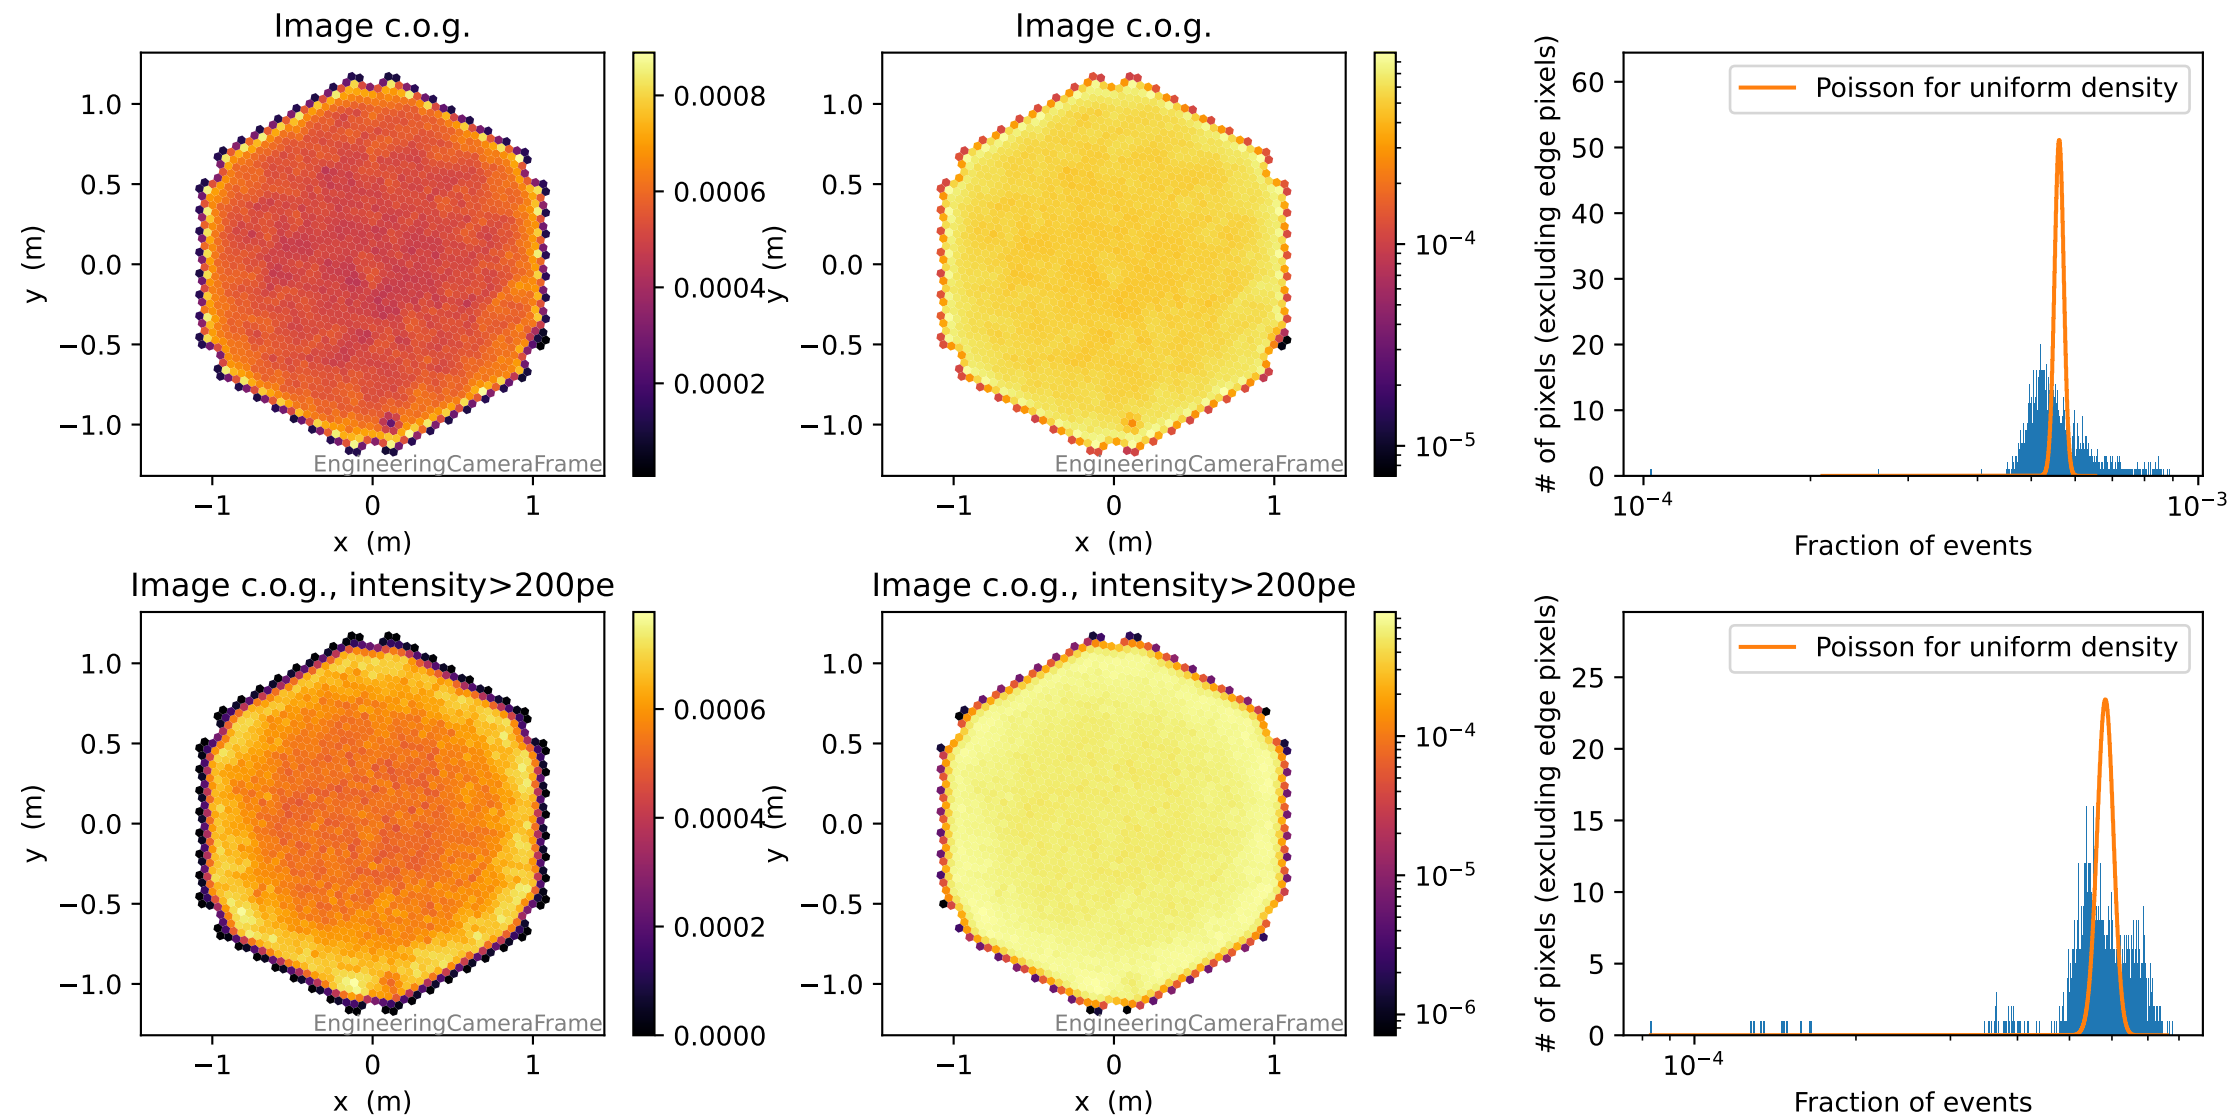 Image c.o.g.
1.0
0.5
0.0
−0.5
−1.0
y (m)
−1
0
1
x (m)
EngineeringCameraFrame
0.0008
0.0006
0.0004
0.0002
Image c.o.g.
1.0
0.5
0.0
−0.5
−1.0
y (m)
−1
0
1
x (m)
EngineeringCameraFrame
10−4
10−5
# of pixels (excluding edge pixels)
60
50
40
30
20
10
0
Poisson for uniform density
10−4
10−3
Fraction of events
Image c.o.g., intensity>200pe
1.0
0.5
0.0
−0.5
−1.0
y (m)
−1
0
1
x (m)
EngineeringCameraFrame
0.0006
0.0004
0.0002
0.0000
Image c.o.g., intensity>200pe
1.0
0.5
0.0
−0.5
−1.0
y (m)
−1
0
1
x (m)
EngineeringCameraFrame
10−4
10−5
10−6
# of pixels (excluding edge pixels)
25
20
15
10
5
0
Poisson for uniform density
10−4
Fraction of events